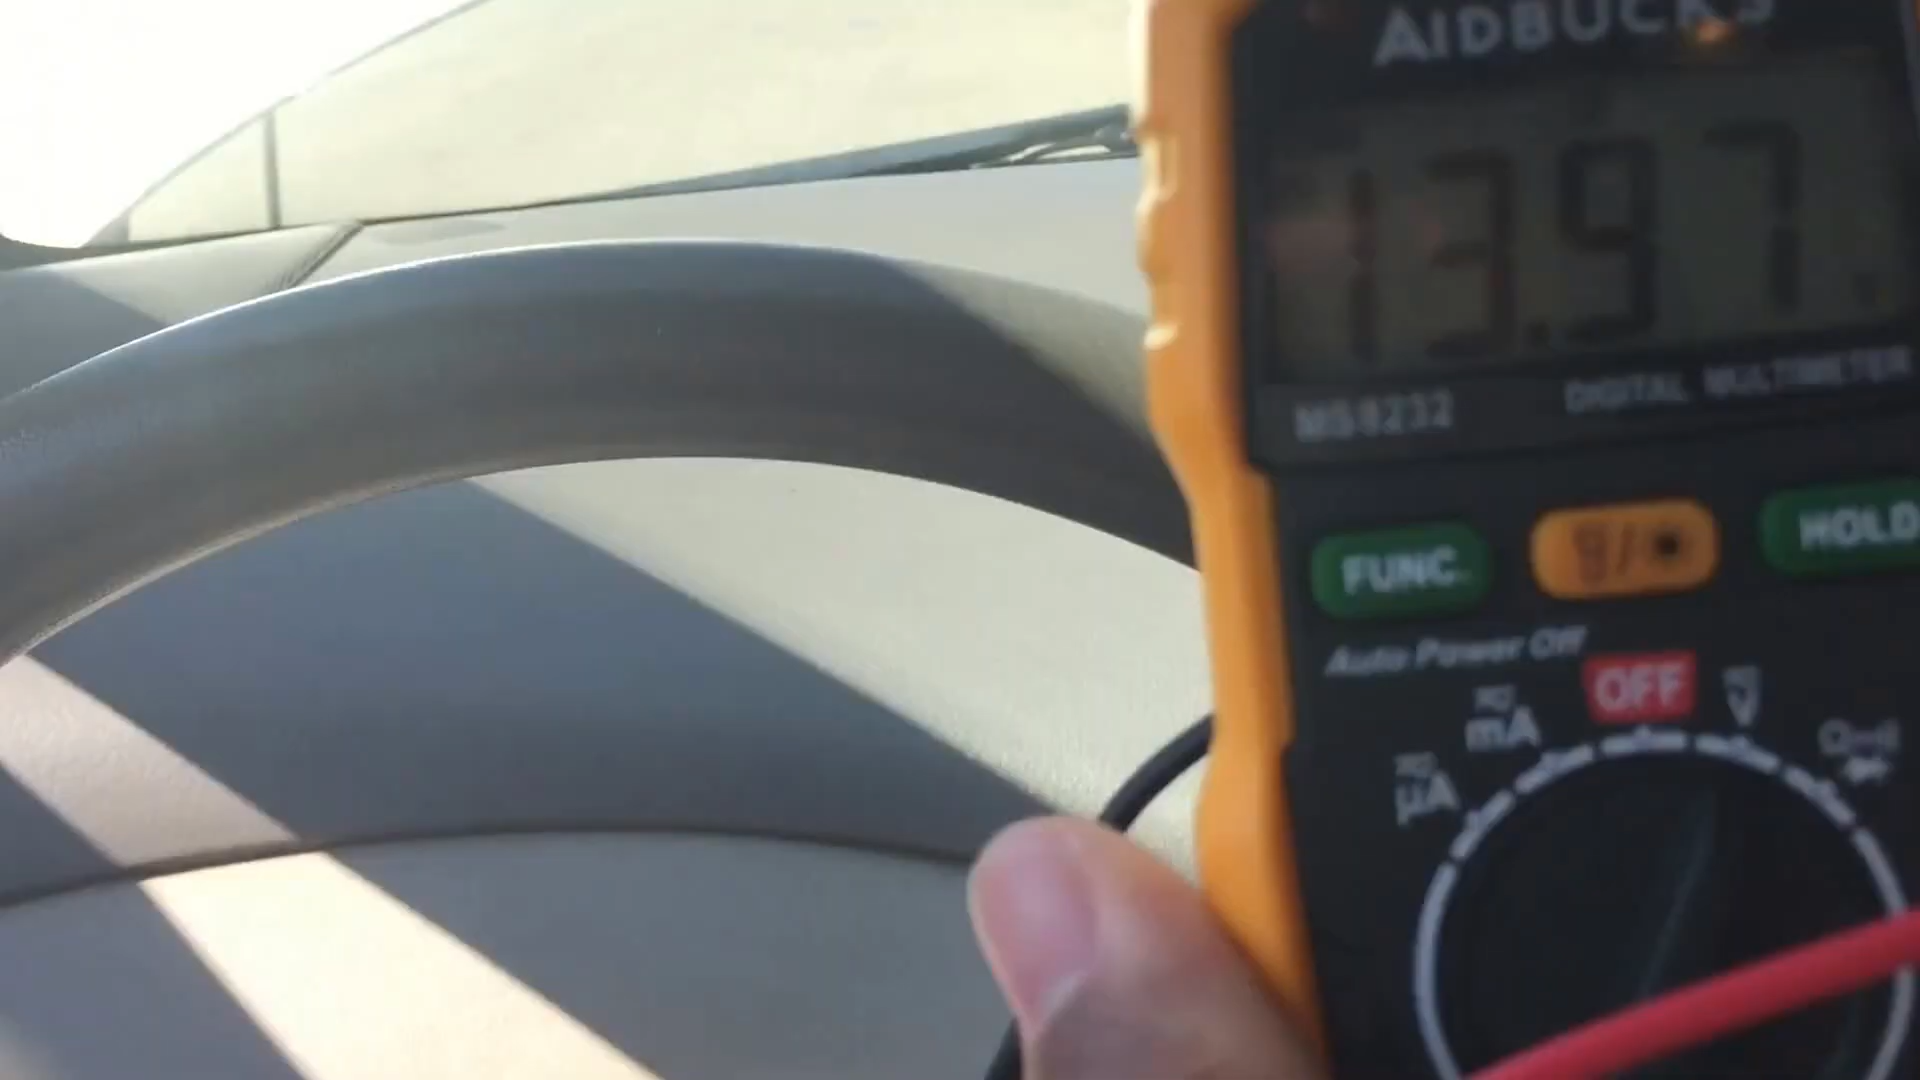 AIDBUCKS
13.97
MS8232 DIGITAL MULTIMETER
FUNC. HOLD
Auto Power Off
OFF
mA V
μA Ω